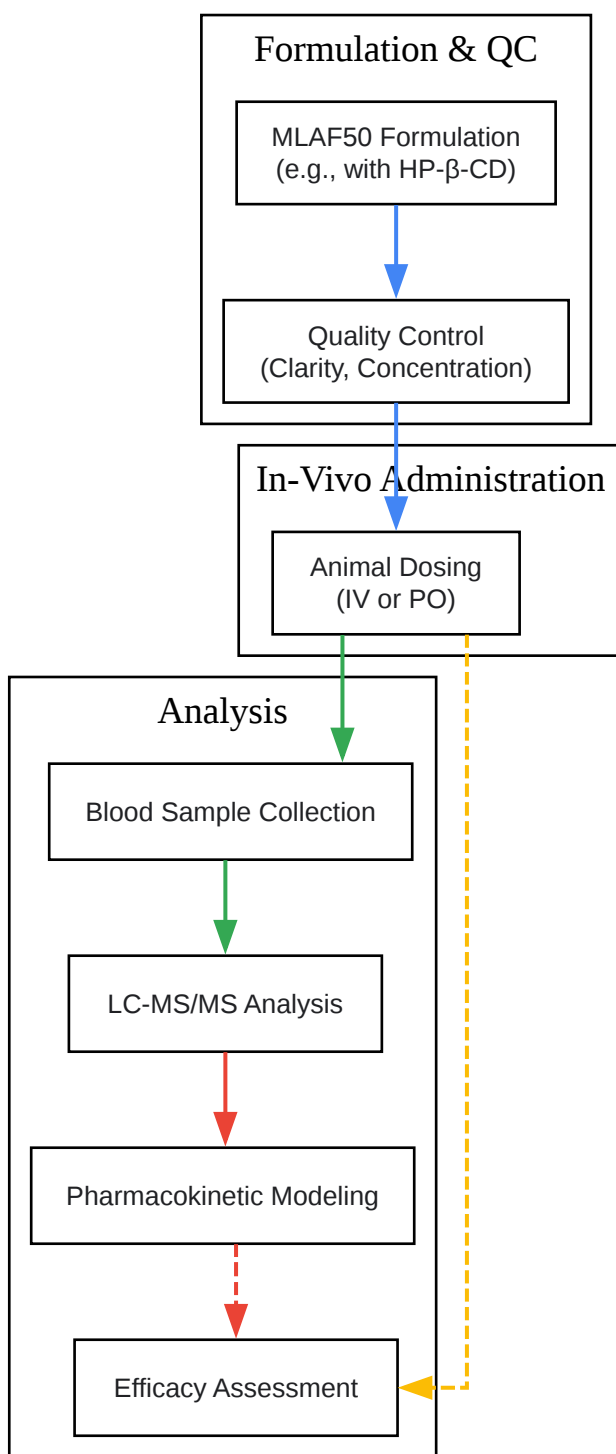 Formulation & QC
MLAF50 Formulation
(e.g., with HP-β-CD)
Quality Control
(Clarity, Concentration)
In-Vivo Administration
Animal Dosing
(IV or PO)
Analysis
Blood Sample Collection
LC-MS/MS Analysis
Pharmacokinetic Modeling
Efficacy Assessment